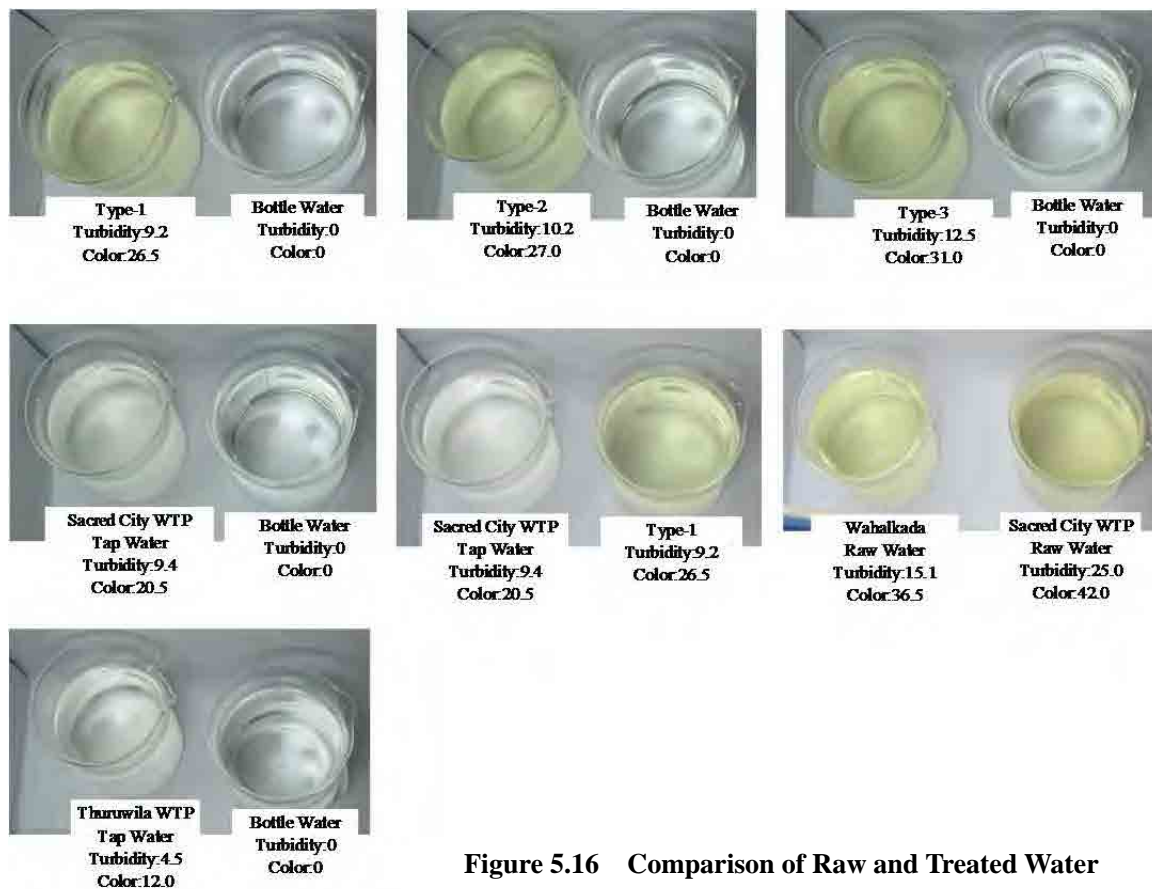 Type-1
Turbidity:9.2
Color:26.5
Bottle Water
Turbidity:0
Color:0
Type-2
Turbidity:10.2
Color:27.0
Bottle Water
Turbidity:0
Color:0
Type-3
Turbidity:12.5
Color:31.0
Bottle Water
Turbidity:0
Color:0
Sacred City WTP
Tap Water
Turbidity:9.4
Color:20.5
Bottle Water
Turbidity:0
Color:0
Sacred City WTP
Tap Water
Turbidity:9.4
Color:20.5
Type-1
Turbidity:9.2
Color:26.5
Wahalkada
Raw Water
Turbidity:15.1
Color:36.5
Sacred City WTP
Raw Water
Turbidity:25.0
Color:42.0
Thuruwila WTP
Tap Water
Turbidity:4.5
Color:12.0
Bottle Water
Turbidity:0
Color:0
Figure 5.16 Comparison of Raw and Treated Water